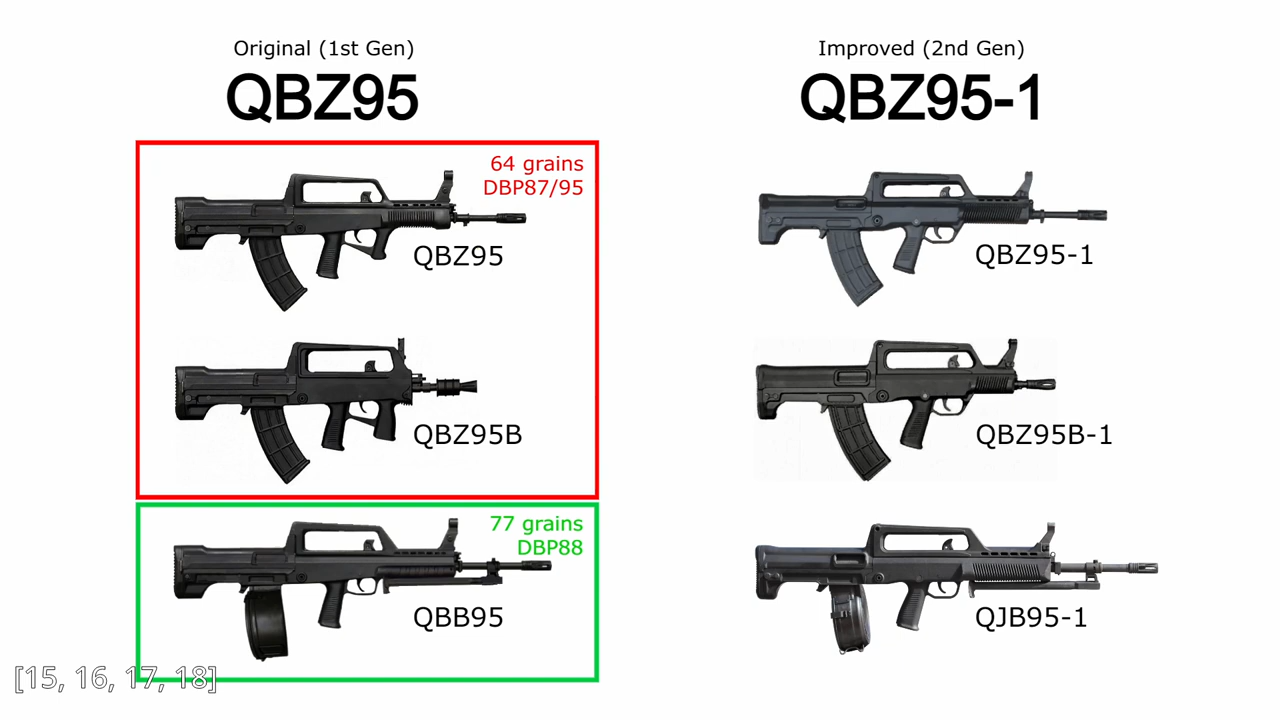 Original (1st Gen)
QBZ95
64 grains
DBP87/95
QBZ95
QBZ95B
77 grains
DBP88
QBB95
Improved (2nd Gen)
QBZ95-1
QBZ95-1
QBZ95B-1
QJB95-1
[15, 16, 17, 18]